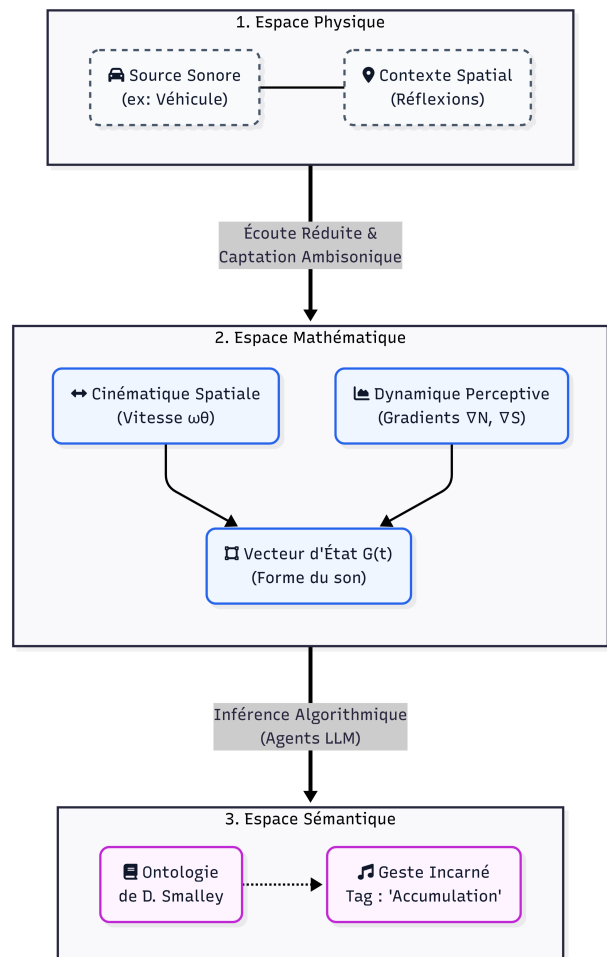 1. Espace Physique
Source Sonore
(ex: Véhicule)
Contexte Spatial
(Réflexions)
Écoute Réduite &
Captation Ambisonique
2. Espace Mathématique
Cinématique Spatiale
(Vitesse ωθ)
Dynamique Perceptive
(Gradients ∇N, ∇S)
Vecteur d'État G(t)
(Forme du son)
Inférence Algorithmique
(Agents LLM)
3. Espace Sémantique
Ontologie
de D. Smalley
Geste Incarné
Tag : 'Accumulation'